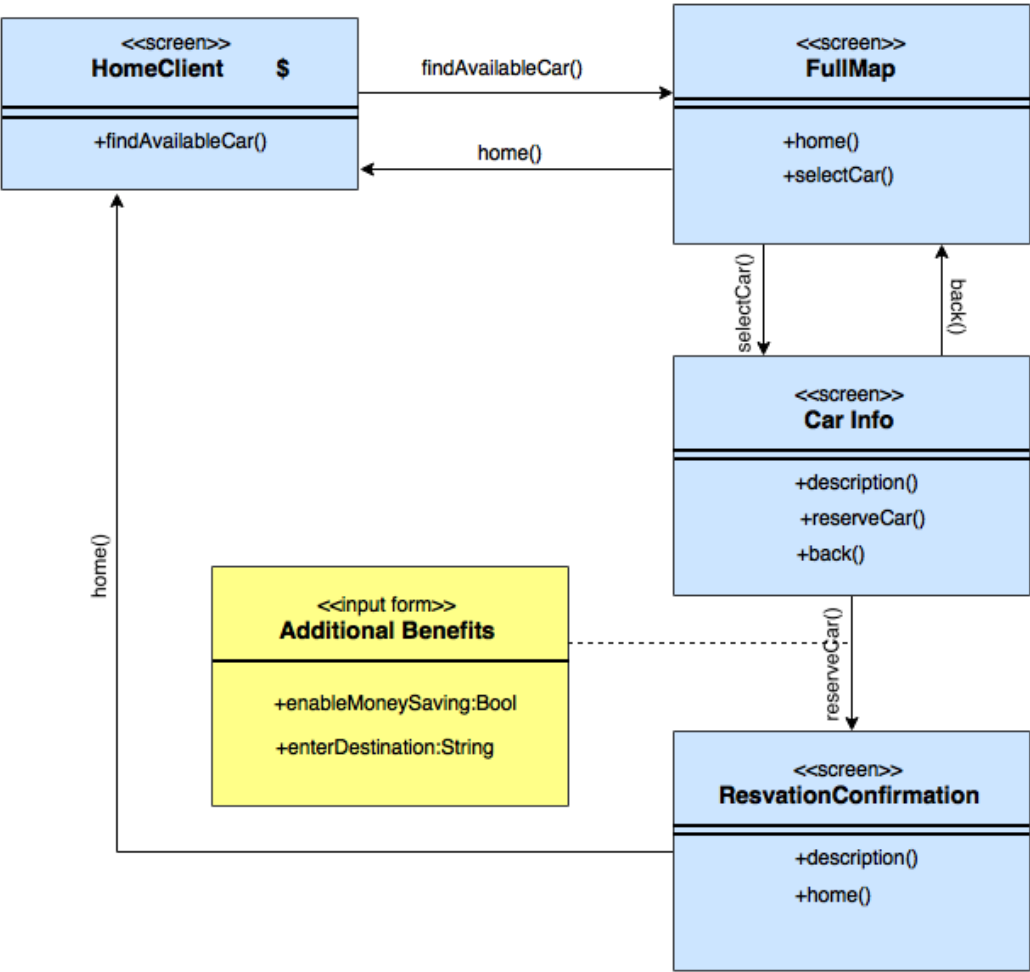 <<screen>>
HomeClient $
+findAvailableCar()
findAvailableCar()
home()
<<screen>>
FullMap
+home()
+selectCar()
selectCar()
back()
<<screen>>
Car Info
+description()
+reserveCar()
+back()
home()
<<input form>>
Additional Benefits
+enableMoneySaving:Bool
+enterDestination:String
reserveCar()
<<screen>>
ResvationConfirmation
+description()
+home()